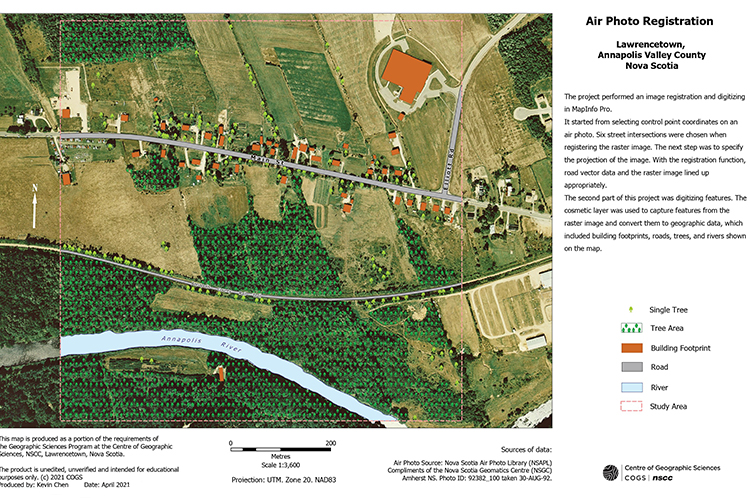 Air Photo Registration
Lawrencetown,
Annapolis Valley County
Nova Scotia
The project performed an image registration and digitizing
in MapInfo Pro.
It started from selecting control point coordinates on an
air photo. Six street intersections were chosen when
registering the raster image. The next step was to specify
the projection of the image. With the registration function,
road vector data and the raster image lined up
appropriately.
The second part of this project was digitizing features. The
cosmetic layer was used to capture features from the
raster image and convert them to geographic data, which
included building footprints, roads, trees, and rivers shown
on the map.
Main St
Elliott Rd
N
Annapolis River
Single Tree
Tree Area
Building Footprint
Road
River
Study Area
This map is produced as a portion of the requirements of
the Geographic Sciences Program at the Centre of Geographic
Sciences, NSCC, Lawrencetown, Nova Scotia.
The product is unedited, unverified and intended for educational
purposes only. (c) 2021 COGS
Produced by: Kevin Chen Date: April 2021
0 200
Metres
Scale 1:3,600
Projection: UTM. Zone 20. NAD83
Sources of data:
Air Photo Source: Nova Scotia Air Photo Library (NSAPL)
Compliments of the Nova Scotia Geomatics Centre (NSGC)
Amherst NS. Photo ID: 92382_100 taken 30-AUG-92.
Centre of Geographic Sciences
COGS nscc